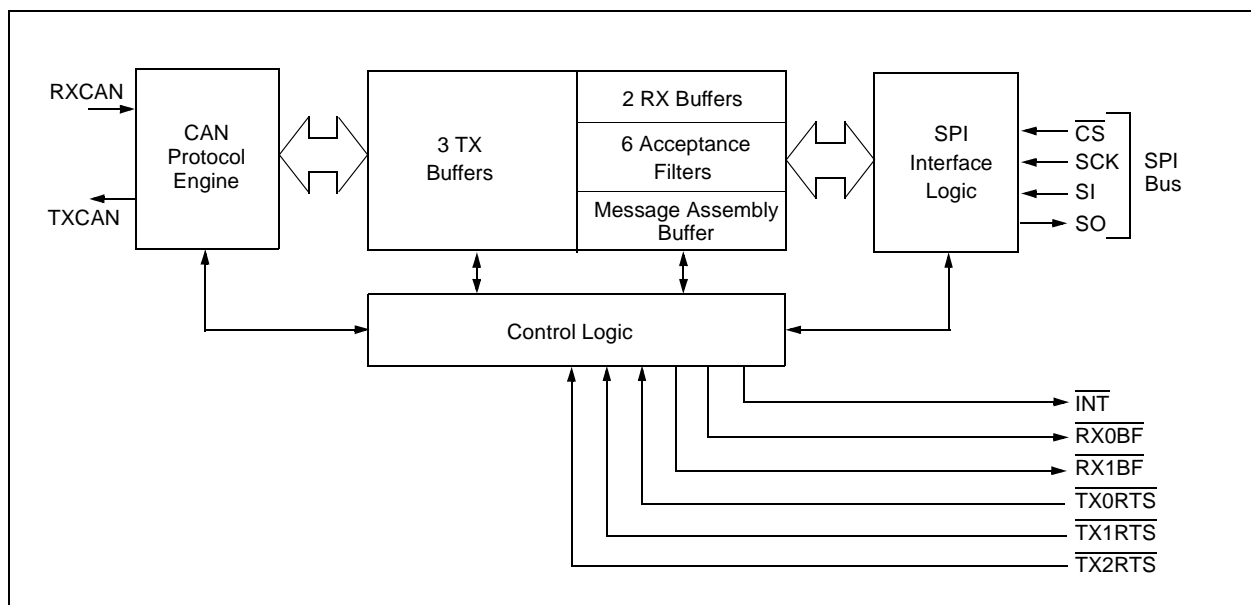 RXCAN
TXCAN
CAN
Protocol
Engine
3 TX
Buffers
2 RX Buffers
6 Acceptance
Filters
Message Assembly
Buffer
SPI
Interface
Logic
CS
SCK
SI
SO
SPI
Bus
Control Logic
INT
RX0BF
RX1BF
TX0RTS
TX1RTS
TX2RTS